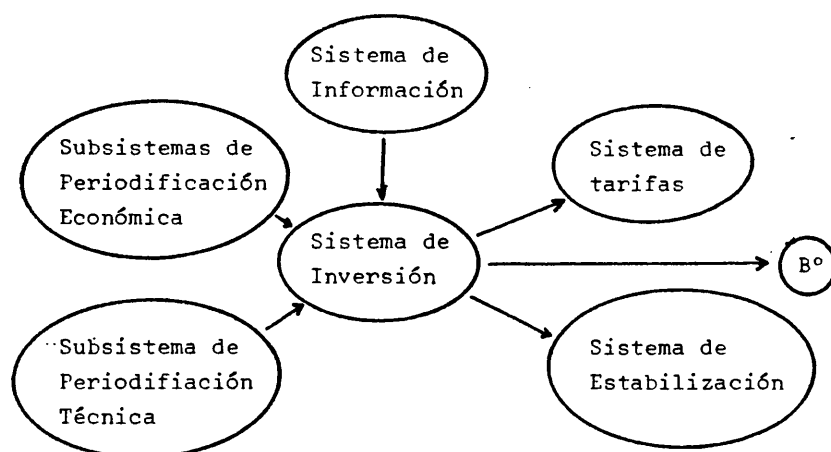 Sistema de
Información
Subsistemas de
Periodificación
Económica
Sistema de
tarifas
Sistema de
Inversión
Bº
Subsistema de
Periodifiación
Técnica
Sistema de
Estabilización